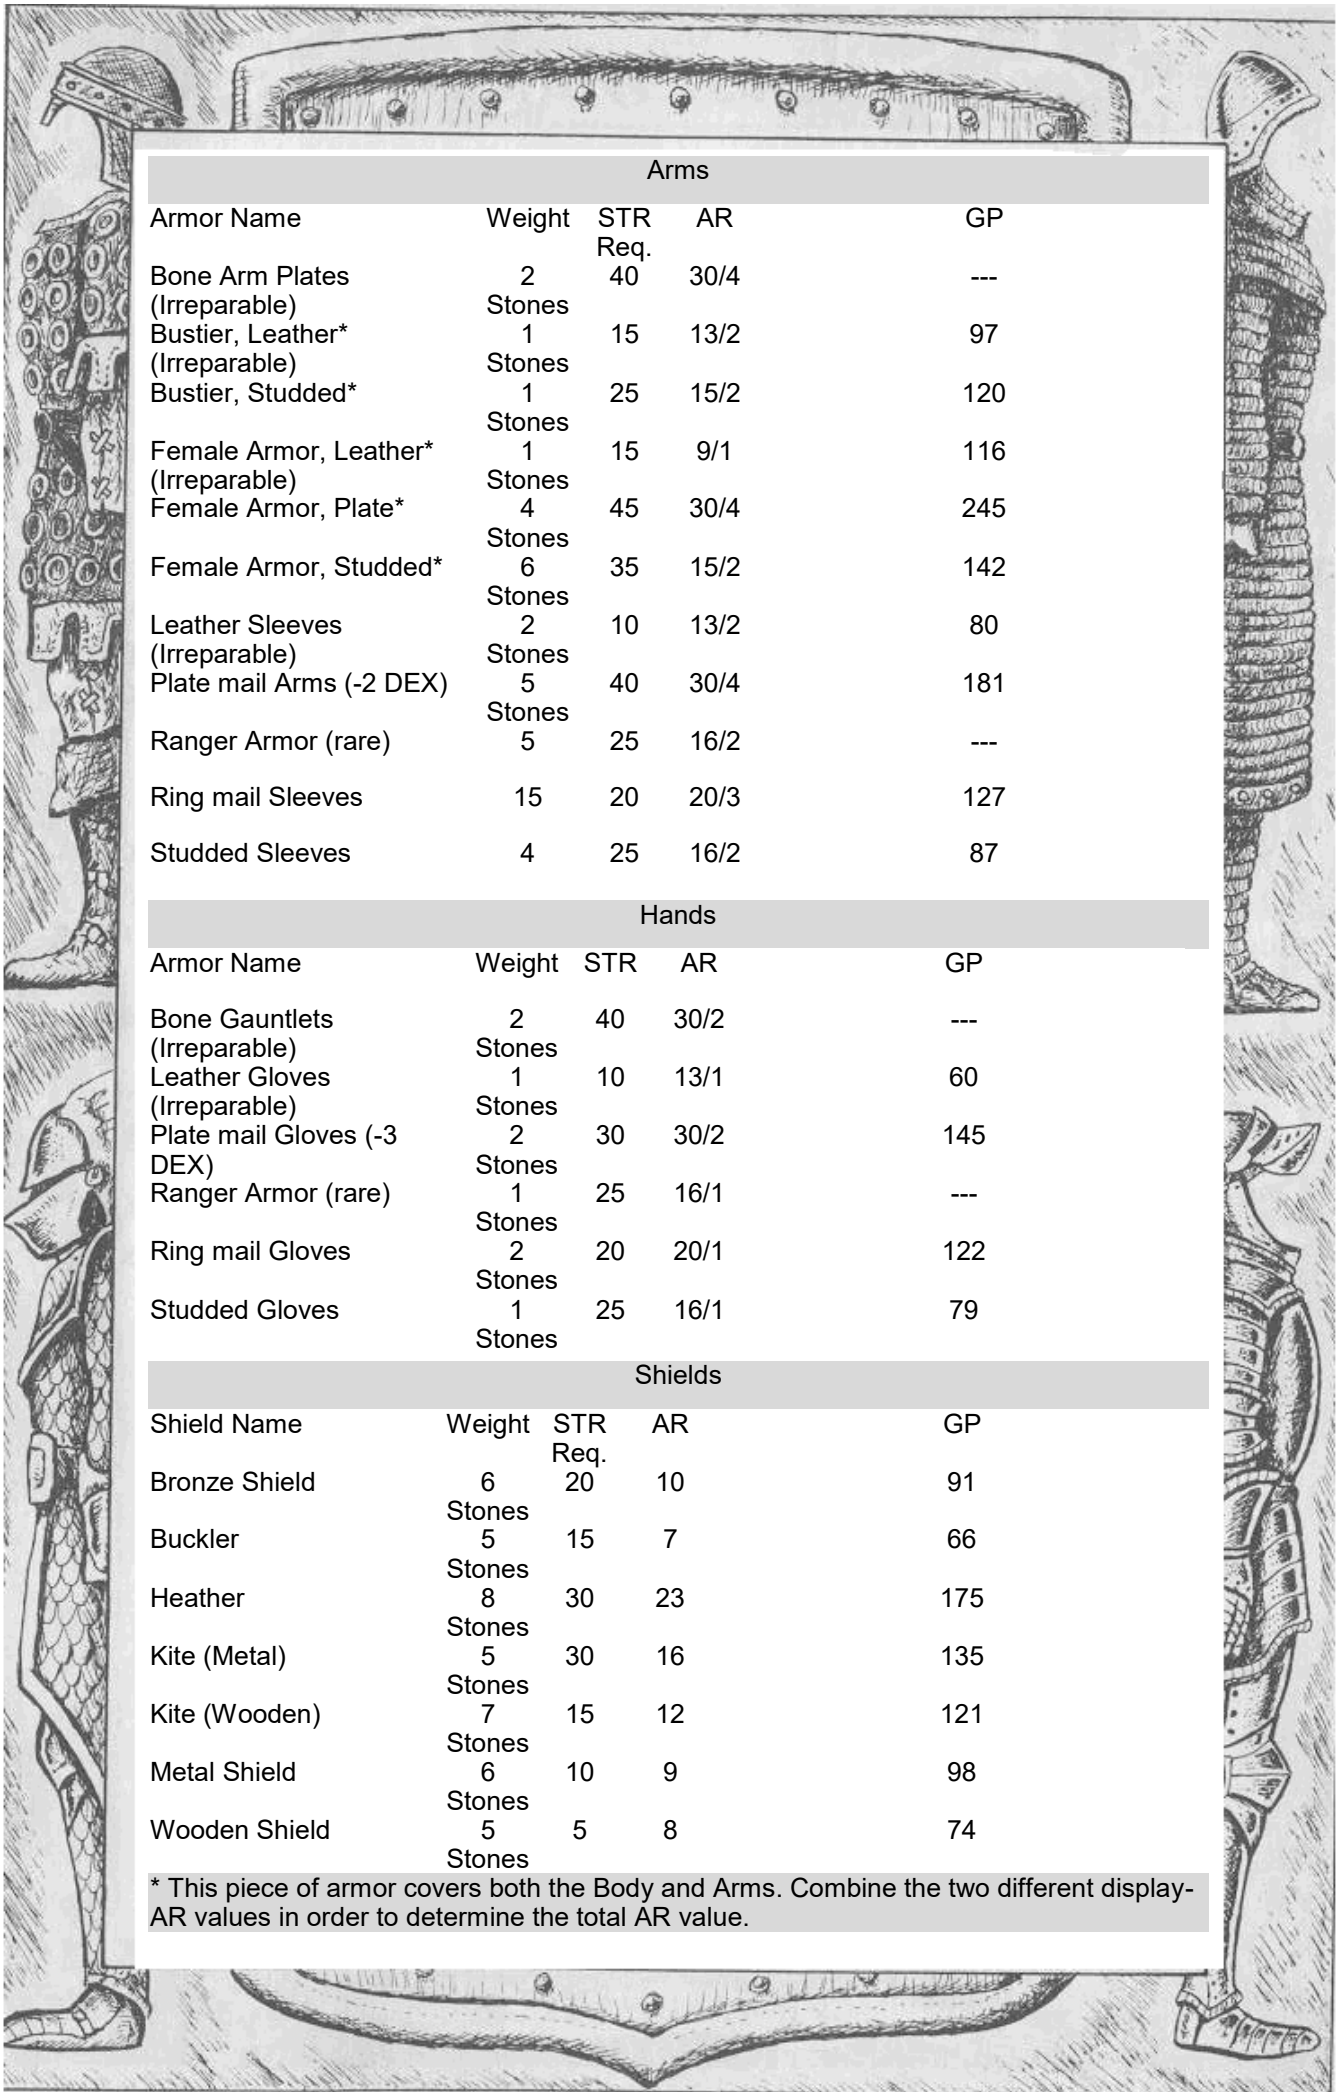 Arms
Armor Name Weight STR AR GP
Req.
Bone Arm Plates 2 40 30/4 ---
(Irreparable) Stones
Bustier, Leather* 1 15 13/2 97
(Irreparable) Stones
Bustier, Studded* 1 25 15/2 120
Stones
Female Armor, Leather* 1 15 9/1 116
(Irreparable) Stones
Female Armor, Plate* 4 45 30/4 245
Stones
Female Armor, Studded* 6 35 15/2 142
Stones
Leather Sleeves 2 10 13/2 80
(Irreparable) Stones
Plate mail Arms (-2 DEX) 5 40 30/4 181
Stones
Ranger Armor (rare) 5 25 16/2 ---
Ring mail Sleeves 15 20 20/3 127
Studded Sleeves 4 25 16/2 87
Hands
Armor Name Weight STR AR GP
Bone Gauntlets 2 40 30/2 ---
(Irreparable) Stones
Leather Gloves 1 10 13/1 60
(Irreparable) Stones
Plate mail Gloves (-3 2 30 30/2 145
DEX) Stones
Ranger Armor (rare) 1 25 16/1 ---
Stones
Ring mail Gloves 2 20 20/1 122
Stones
Studded Gloves 1 25 16/1 79
Stones
Shields
Shield Name Weight STR AR GP
Req.
Bronze Shield 6 20 10 91
Stones
Buckler 5 15 7 66
Stones
Heather 8 30 23 175
Stones
Kite (Metal) 5 30 16 135
Stones
Kite (Wooden) 7 15 12 121
Stones
Metal Shield 6 10 9 98
Stones
Wooden Shield 5 5 8 74
Stones
* This piece of armor covers both the Body and Arms. Combine the two different display-
AR values in order to determine the total AR value.